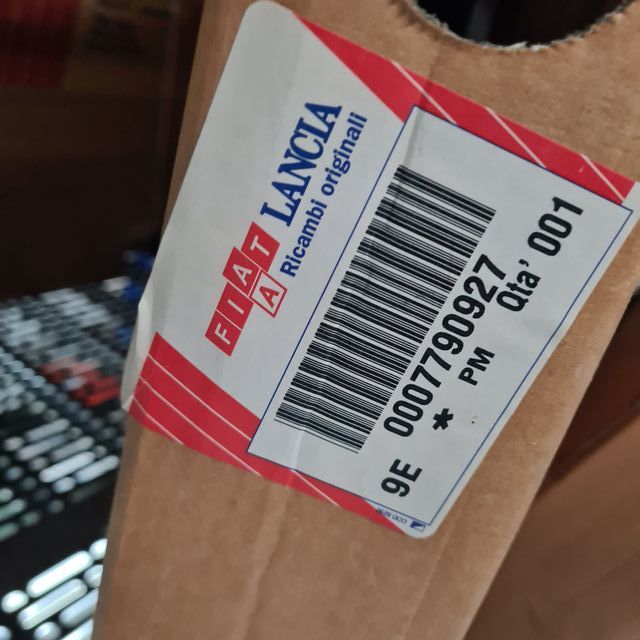 FIAT LANCIA
A Ricambi originali
9E 0007790927
* PM Qta' 001